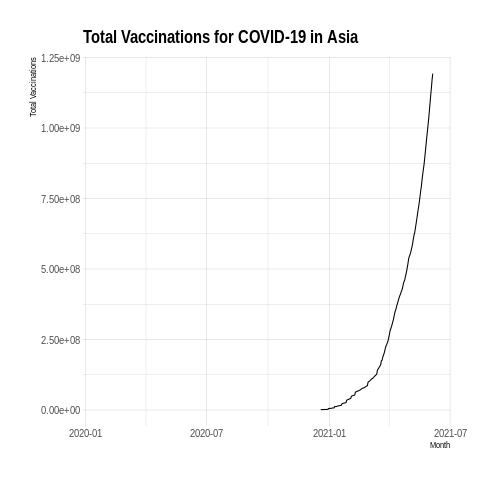 Total Vaccinations for COVID-19 in Asia
Total Vaccinations
1.25e+09
1.00e+09
7.50e+08
5.00e+08
2.50e+08
0.00e+00
2020-01
2020-07
2021-01
2021-07
Month